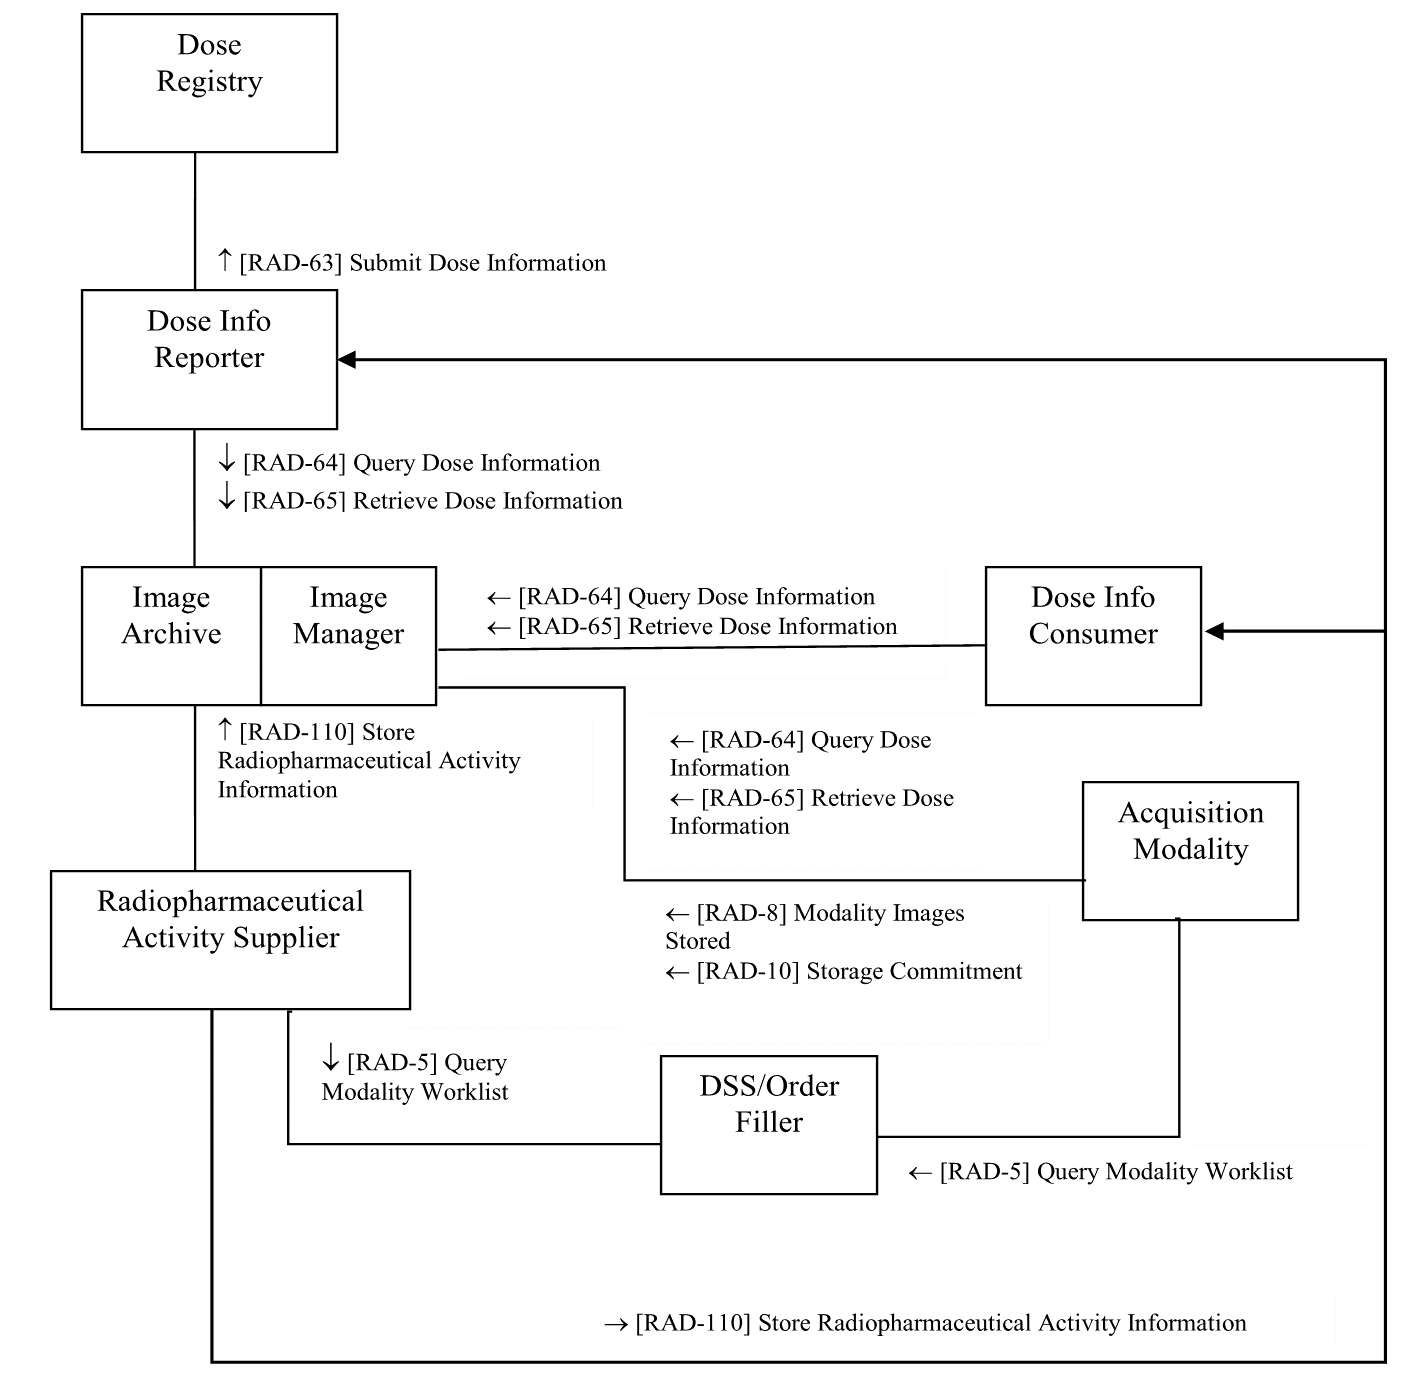 Dose
Registry
↑ [RAD-63] Submit Dose Information
Dose Info
Reporter
↓ [RAD-64] Query Dose Information
↓ [RAD-65] Retrieve Dose Information
Image
Archive
Image
Manager
← [RAD-64] Query Dose Information
← [RAD-65] Retrieve Dose Information
Dose Info
Consumer
↑ [RAD-110] Store
Radiopharmaceutical Activity
Information
← [RAD-64] Query Dose
Information
← [RAD-65] Retrieve Dose
Information
Acquisition
Modality
Radiopharmaceutical
Activity Supplier
← [RAD-8] Modality Images
Stored
← [RAD-10] Storage Commitment
↓ [RAD-5] Query
Modality Worklist
DSS/Order
Filler
← [RAD-5] Query Modality Worklist
→ [RAD-110] Store Radiopharmaceutical Activity Information